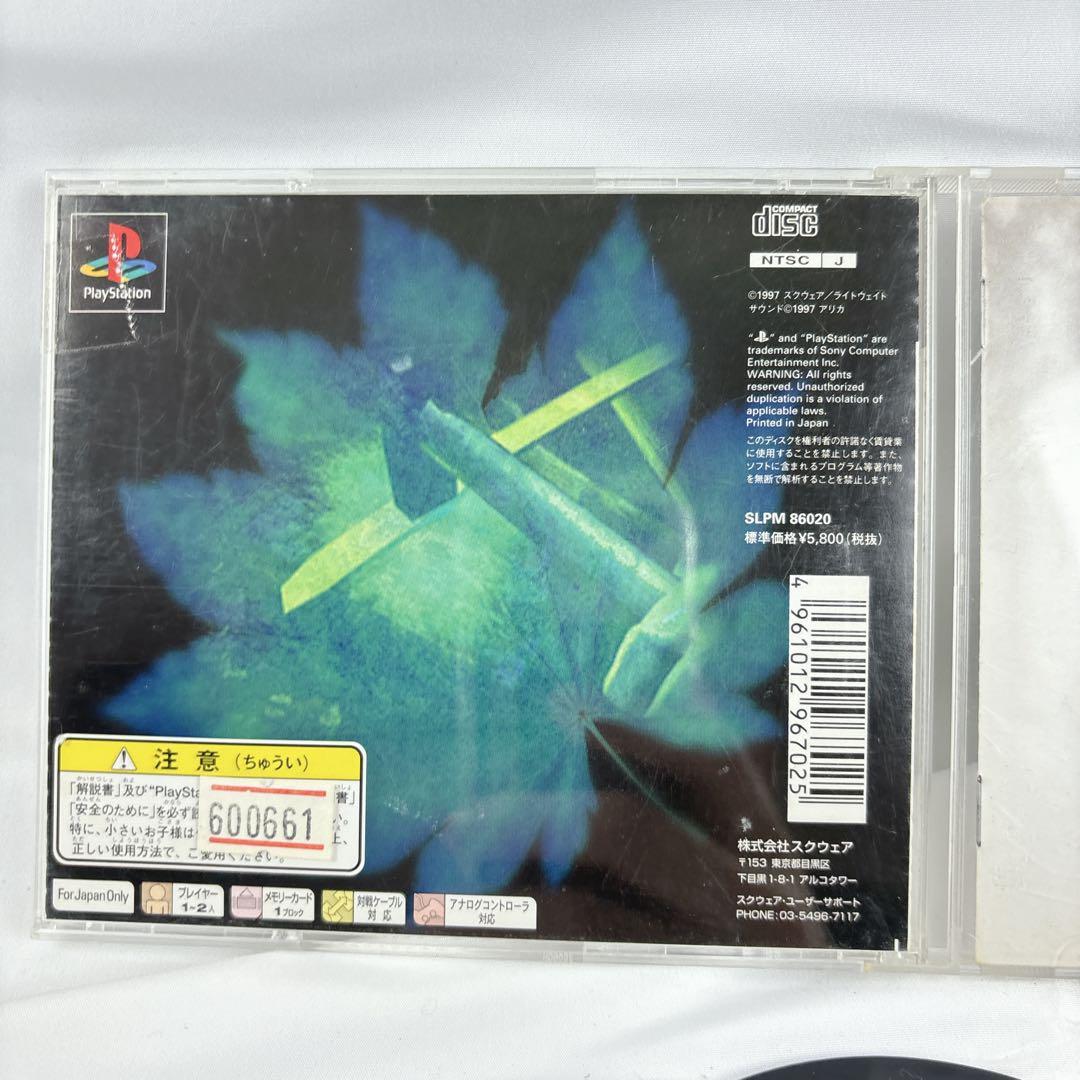 PlayStation
COMPACT
disc
NTSC J
©1997 スクウェア／ライトウェイト
サウンド©1997 アリカ
" " and "PlayStation" are
trademarks of Sony Computer
Entertainment Inc.
WARNING: All rights
reserved. Unauthorized
duplication is a violation of
applicable laws.
Printed in Japan
このディスクを権利者の許諾なく賃貸業
に使用することを禁止します。また、
ソフトに含まれるプログラム等著作物
を無断で解析することを禁止します。
SLPM 86020
標準価格¥5,800(税抜)
4 961012 967025
注意(ちゅうい)
「解説書」及び"PlaySta 書」
「安全のために」を必ず い。
特に、小さいお子様は 上、
正しい使用方法で、ご愛用ください。
600661
For Japan Only
プレイヤー
1~2人
メモリーカード
1ブロック
対戦ケーブル
対応
アナログコントローラ
対応
株式会社スクウェア
〒153 東京都目黒区
下目黒1-8-1 アルコタワー
スクウェア・ユーザーサポート
PHONE:03-5496-7117